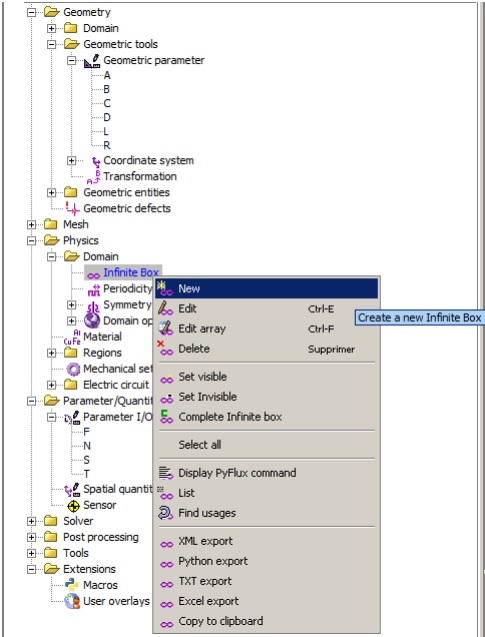 Geometry
Domain
Geometric tools
Geometric parameter
A
B
C
D
L
R
Coordinate system
Transformation
Geometric entities
Geometric defects
Mesh
Physics
Domain
Infinite Box
Periodicity
Symmetry
Domain op
Material
Regions
Mechanical set
Electric circuit
Parameter/Quantit
Parameter I/O
F
N
S
T
Spatial quantit
Sensor
Solver
Post processing
Tools
Extensions
Macros
User overlays
New
Edit Ctrl-E
Create a new Infinite Box
Edit array Ctrl-F
Delete Supprimer
Set visible
Set Invisible
Complete Infinite box
Select all
Display PyFlux command
List
Find usages
XML export
Python export
TXT export
Excel export
Copy to clipboard